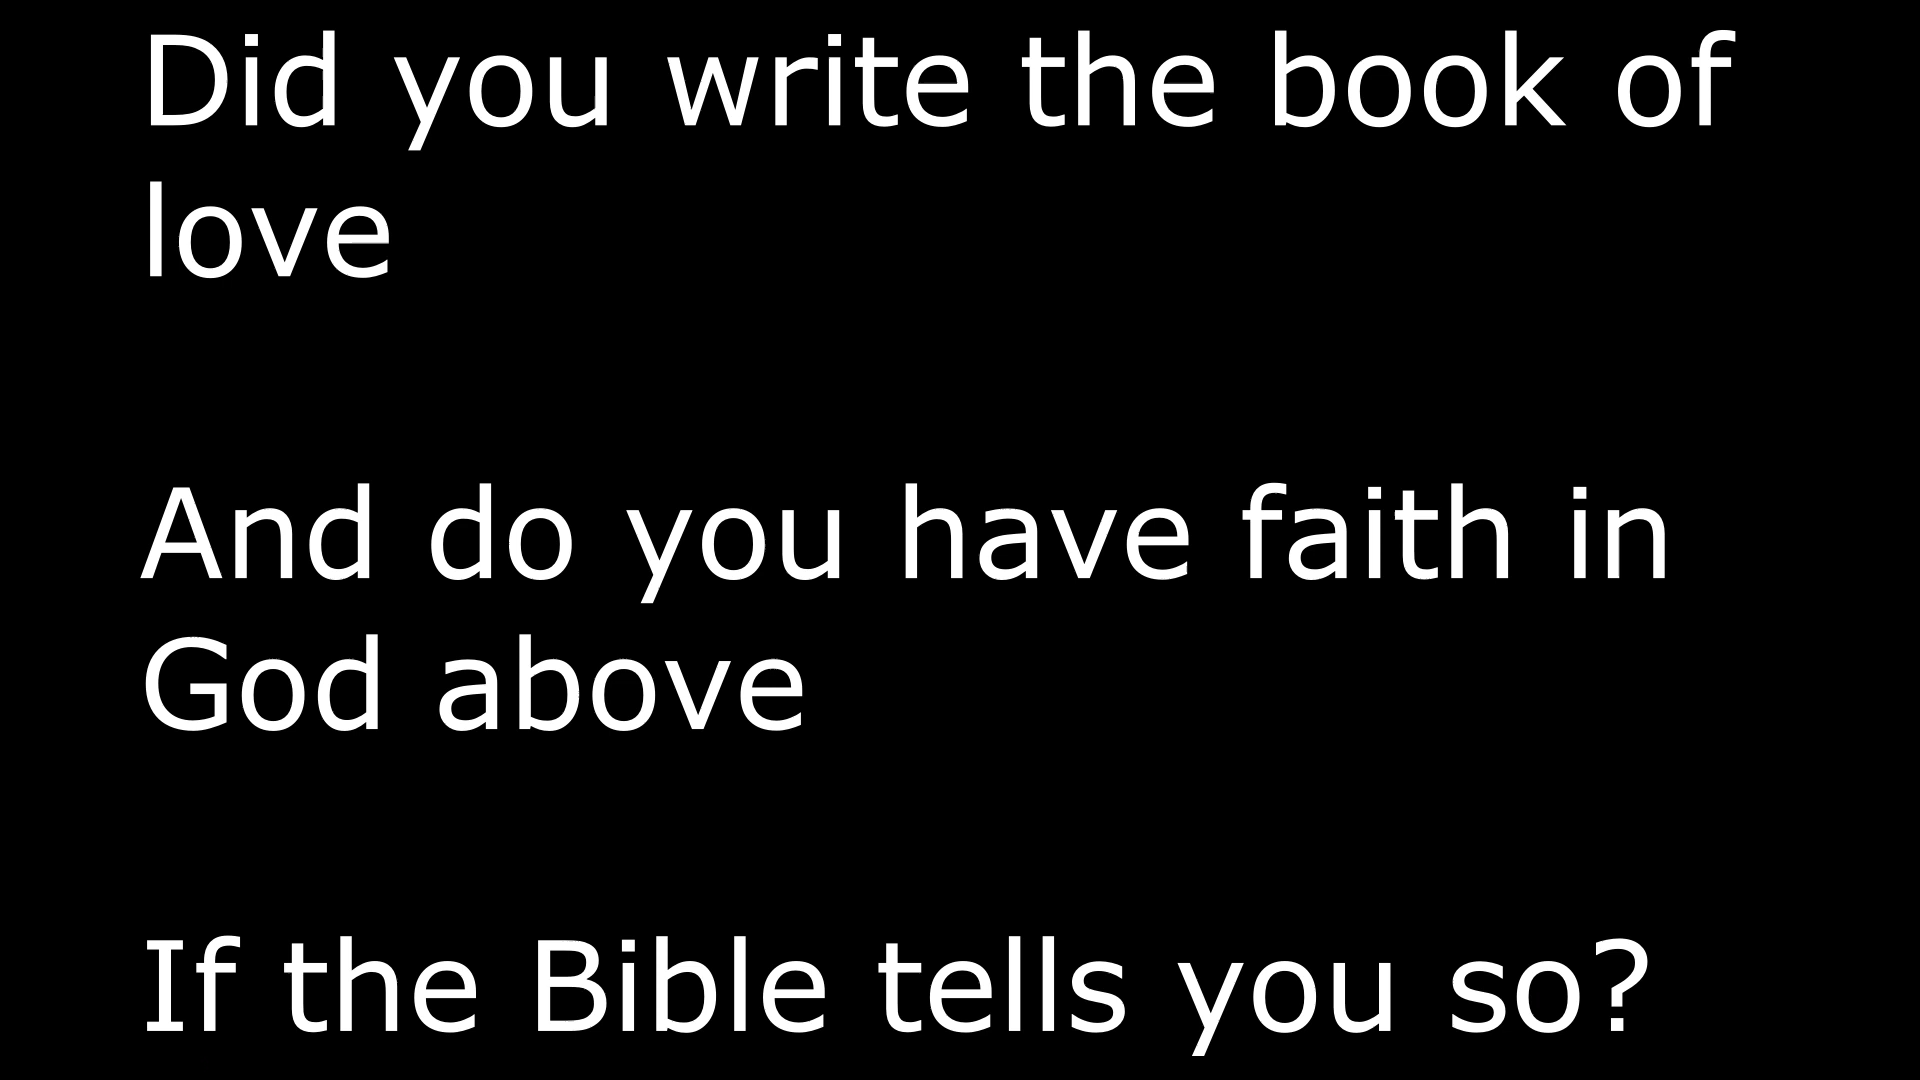 Did you write the book of
love
And do you have faith in
God above
If the Bible tells you so?